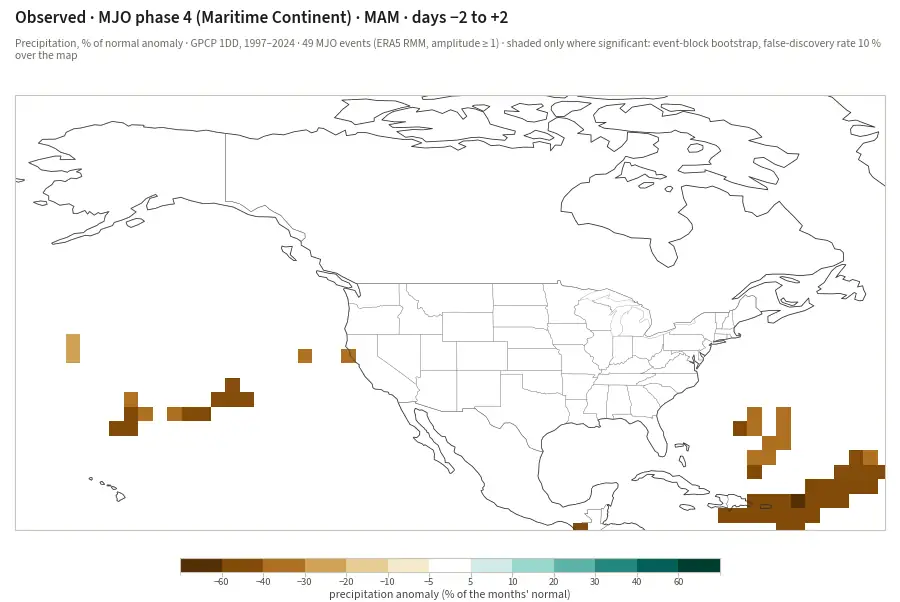 Observed · MJO phase 4 (Maritime Continent) · MAM · days −2 to +2
Precipitation, % of normal anomaly · GPCP 1DD, 1997–2024 · 49 MJO events (ERA5 RMM, amplitude ≥ 1) · shaded only where significant: event-block bootstrap, false-discovery rate 10 %
over the map
−60 −40 −30 −20 −10 −5 5 10 20 30 40 60
precipitation anomaly (% of the months' normal)